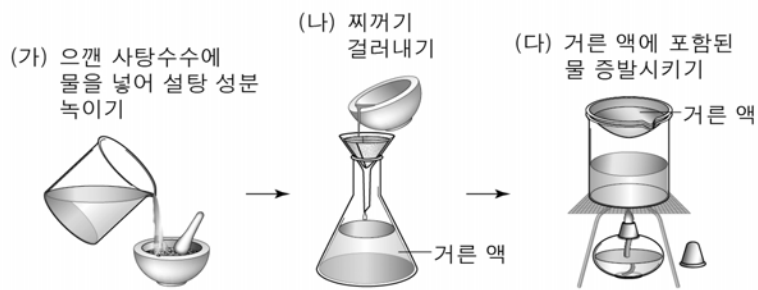 (가) 으깬 사탕수수에
물을 넣어 설탕 성분
녹이기
(나) 찌꺼기
걸러내기
거른 액
(다) 거른 액에 포함된
물 증발시키기
거른 액